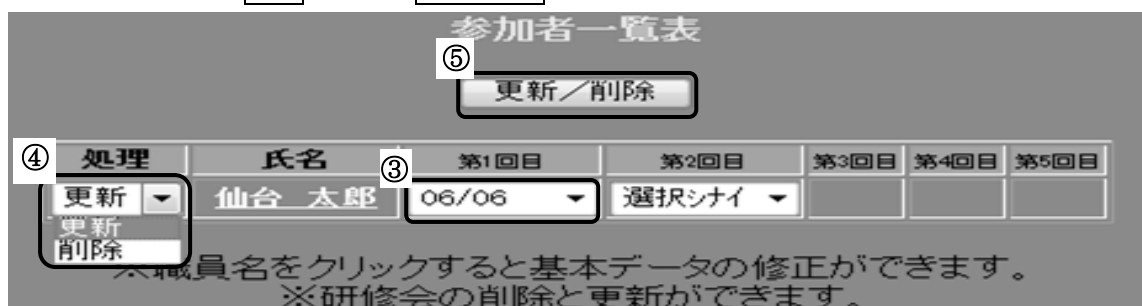 参加者一覧表
⑤
更新／削除
④ 処理 氏名 ③ 第1回目 第2回目 第3回目 第4回目 第5回目
更新 仙台 太郎 06/06 選択シナイ
更新
削除
※職員名をクリックすると基本データの修正ができます。
※研修会の削除と更新ができます。